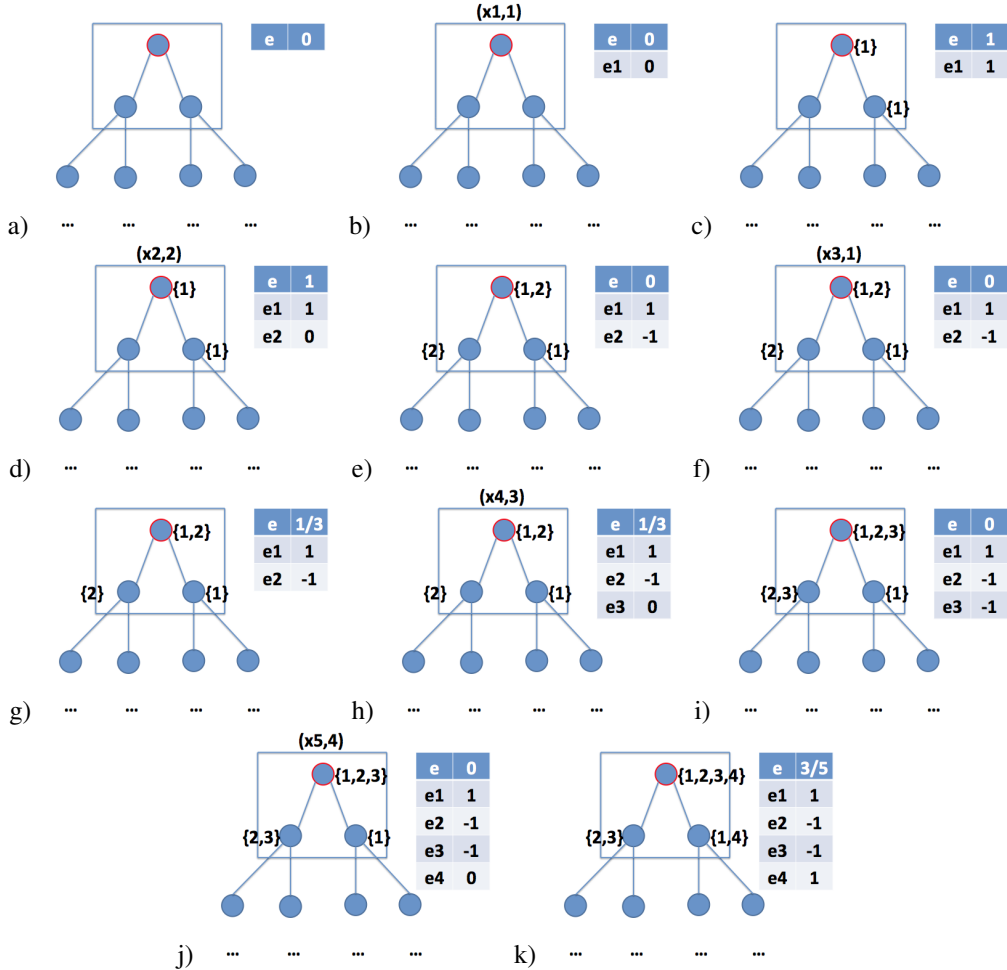 e 0
a) ... ... ... ...
(x1,1)
e 0
e1 0
b) ... ... ... ...
{1}
{1}
e 1
e1 1
c) ... ... ... ...
(x2,2)
{1}
{1}
e 1
e1 1
e2 0
d) ... ... ... ...
{1,2}
{2} {1}
e 0
e1 1
e2 -1
e) ... ... ... ...
(x3,1)
{1,2}
{2} {1}
e 0
e1 1
e2 -1
f) ... ... ... ...
{1,2}
{2} {1}
e 1/3
e1 1
e2 -1
g) ... ... ... ...
(x4,3)
{1,2}
{2} {1}
e 1/3
e1 1
e2 -1
e3 0
h) ... ... ... ...
{1,2,3}
{2,3} {1}
e 0
e1 1
e2 -1
e3 -1
i) ... ... ... ...
(x5,4)
{1,2,3}
{2,3} {1}
e 0
e1 1
e2 -1
e3 -1
e4 0
j) ... ... ... ...
{1,2,3,4}
{2,3} {1,4}
e 3/5
e1 1
e2 -1
e3 -1
e4 1
k) ... ... ... ...